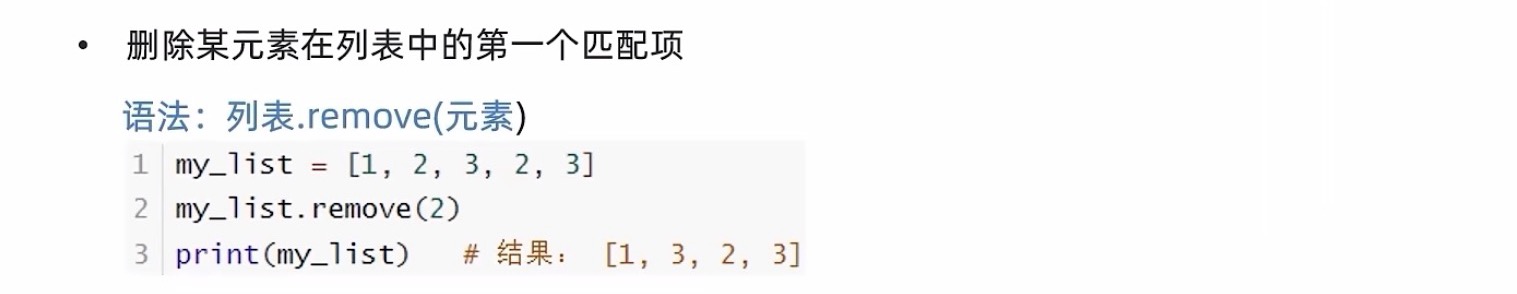 • 删除某元素在列表中的第一个匹配项
语法：列表.remove(元素)
1 my_list = [1, 2, 3, 2, 3]
2 my_list.remove(2)
3 print(my_list)   # 结果： [1, 3, 2, 3]